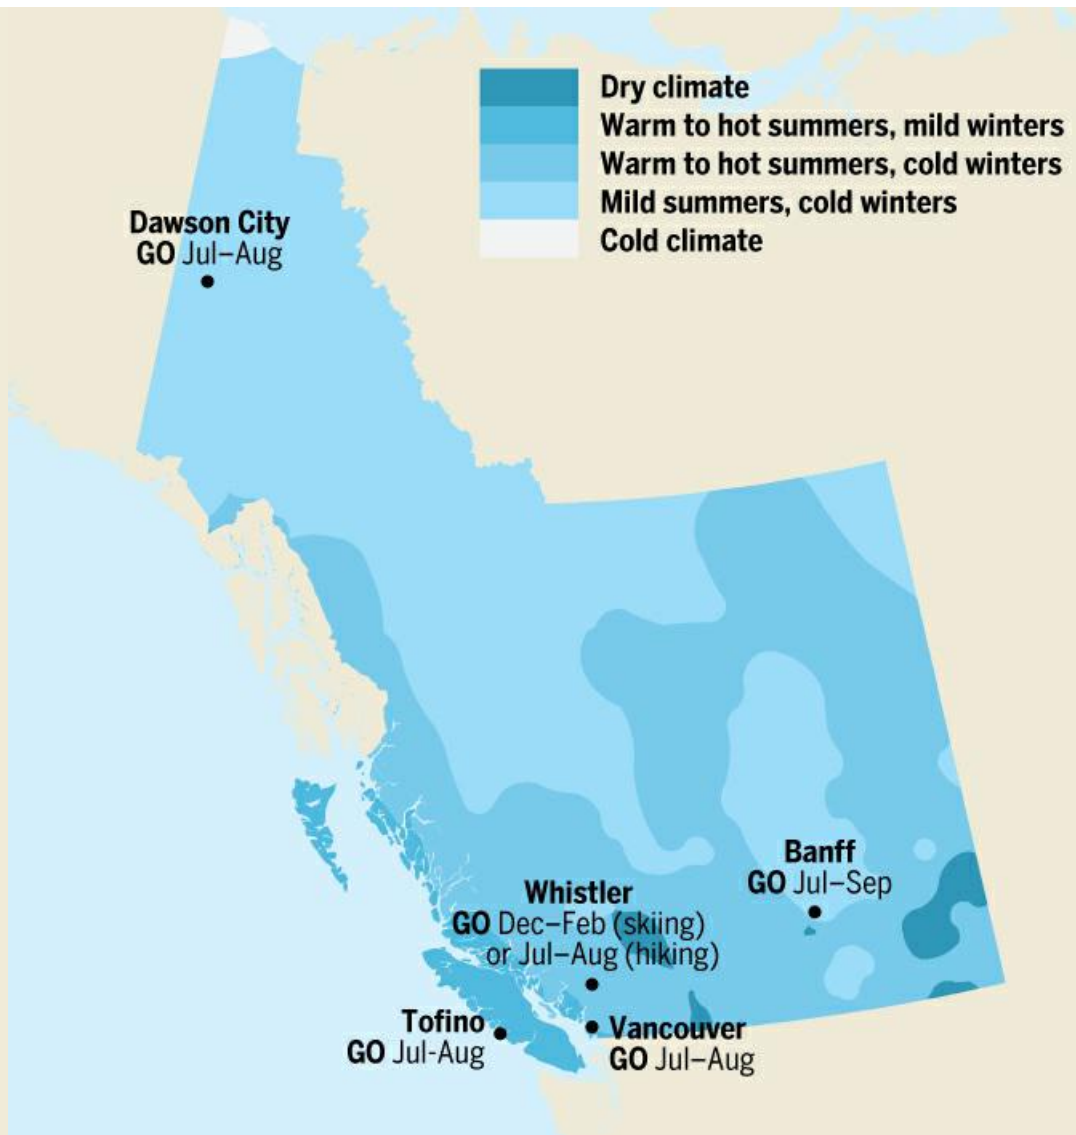 Dry climate
Warm to hot summers, mild winters
Warm to hot summers, cold winters
Mild summers, cold winters
Cold climate
Dawson City
GO Jul–Aug
Banff
GO Jul–Sep
Whistler
GO Dec–Feb (skiing)
or Jul–Aug (hiking)
Tofino
GO Jul-Aug
Vancouver
GO Jul–Aug